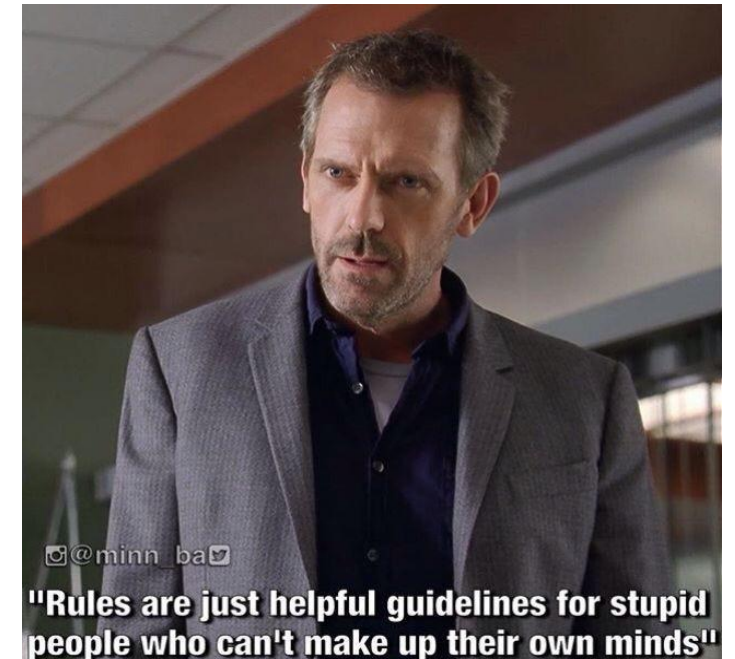 @minn_ba
"Rules are just helpful guidelines for stupid
people who can't make up their own minds"